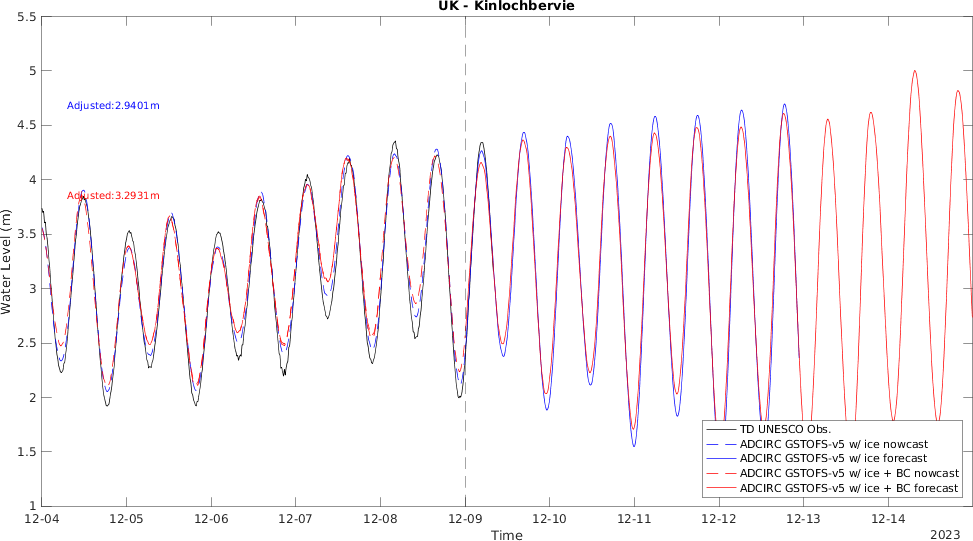 UK - Kinlochbervie
5.5
5
4.5
4
3.5
3
2.5
2
1.5
1
Water Level (m)
Adjusted:2.9401m
Adjusted:3.2931m
TD UNESCO Obs.
ADCIRC GSTOFS-v5 w/ ice nowcast
ADCIRC GSTOFS-v5 w/ ice forecast
ADCIRC GSTOFS-v5 w/ ice + BC nowcast
ADCIRC GSTOFS-v5 w/ ice + BC forecast
12-04 12-05 12-06 12-07 12-08 12-09 12-10 12-11 12-12 12-13 12-14
Time
2023